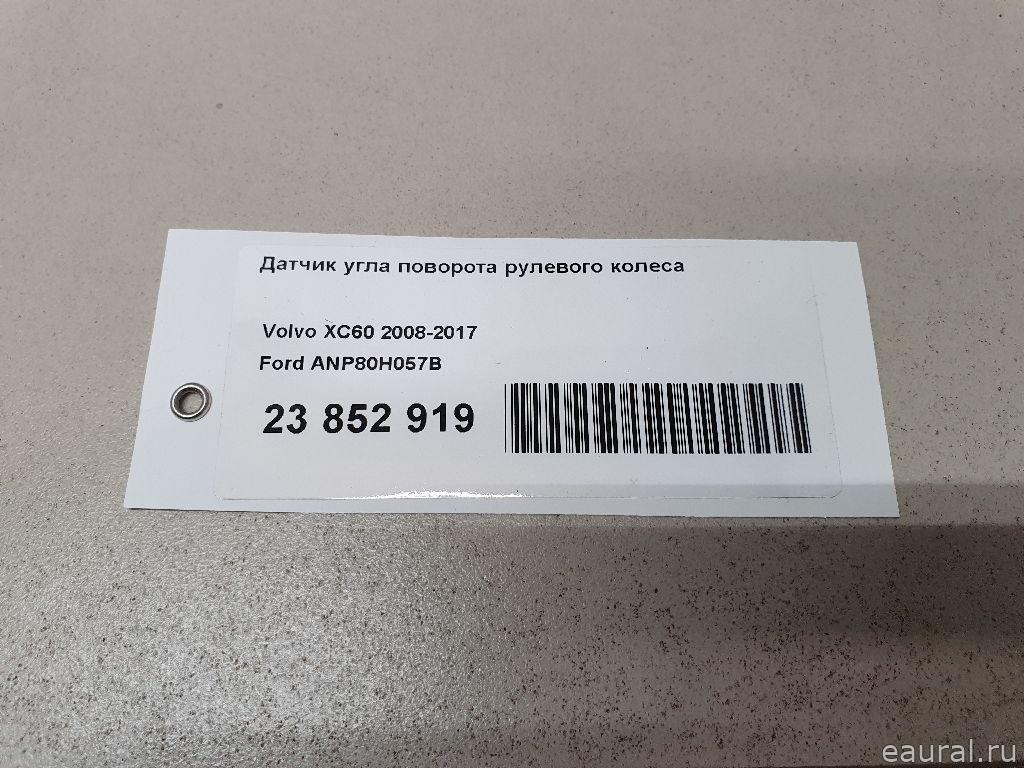 Датчик угла поворота рулевого колеса
Volvo XC60 2008-2017
Ford ANP80H057B
23 852 919
eaural.ru